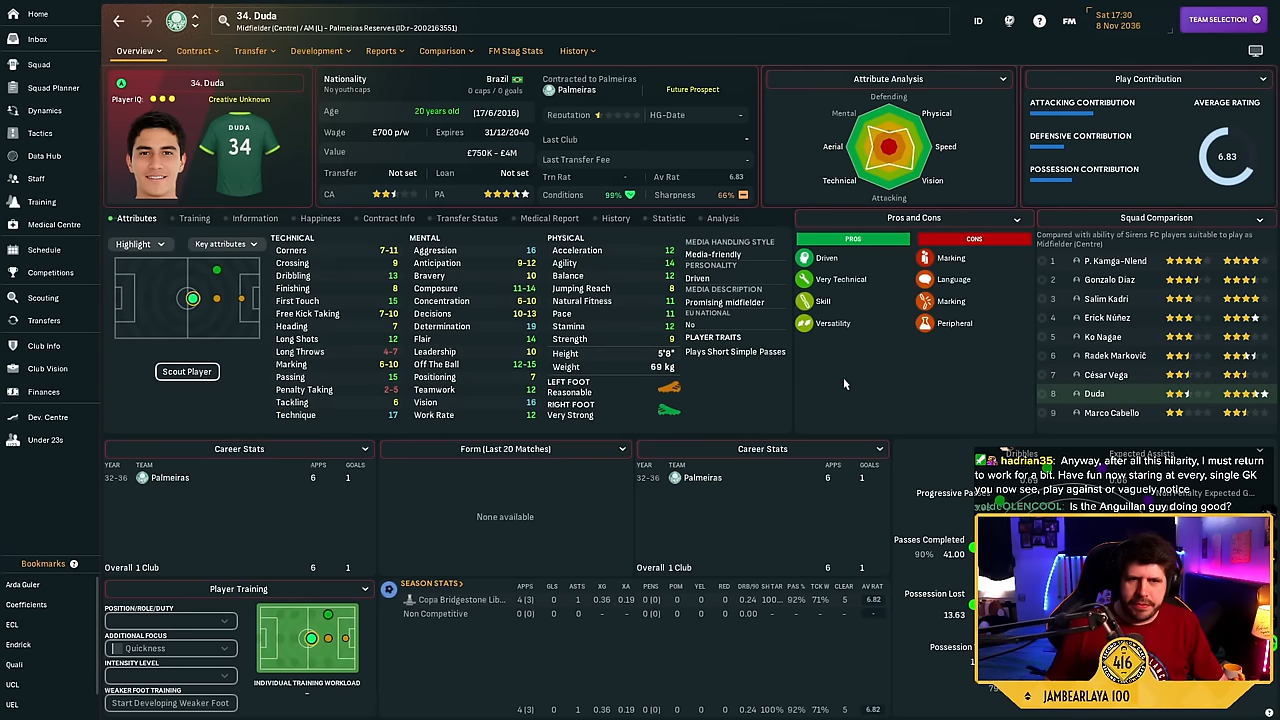 Home
Inbox
Squad
Squad Planner
Dynamics
Tactics
Data Hub
Staff
Training
Medical Centre
Schedule
Competitions
Scouting
Transfers
Club Info
Club Vision
Finances
Dev. Centre
Under 23s
Bookmarks
Arda Guler
Coefficients
ECL
Endrick
Quali
UCL
UEL
34. Duda
Midfielder (Centre) / AM (L) - Palmeiras Reserves (ID:r-2002163551)
ID
FM
Sat 17:30
8 Nov 2036
TEAM SELECTION
Overview Contract Transfer Development Reports Comparison FM Stag Stats History
34. Duda
Player IQ:
Creative Unknown
DUDA
34
Nationality Brazil
No youth caps 0 caps / 0 goals
Age 20 years old (17/6/2016)
Wage £700 p/w Expires 31/12/2040
Value £750K - £4M
Transfer Not set Loan Not set
CA PA
Contracted to Palmeiras
Palmeiras Future Prospect
Reputation HG-Date -
Last Club -
Last Transfer Fee -
Trn Rat - Av Rat 6.83
Conditions 99% Sharpness 66%
Attribute Analysis
Defending
Mental Physical
Aerial Speed
Technical Vision
Attacking
Play Contribution
ATTACKING CONTRIBUTION
DEFENSIVE CONTRIBUTION
POSSESSION CONTRIBUTION
AVERAGE RATING
6.83
Attributes Training Information Happiness Contract Info Transfer Status Medical Report History Statistic Analysis
Highlight Key attributes
Scout Player
TECHNICAL
Corners 7-11
Crossing 9
Dribbling 13
Finishing 8
First Touch 15
Free Kick Taking 7-10
Heading 7
Long Shots 12
Long Throws 4-7
Marking 6-10
Passing 15
Penalty Taking 2-5
Tackling 6
Technique 17
MENTAL
Aggression 16
Anticipation 9-12
Bravery 10
Composure 11-14
Concentration 6-10
Decisions 10-13
Determination 19
Flair 14
Leadership 10
Off The Ball 12-15
Positioning 7
Teamwork 12
Vision 16
Work Rate 12
PHYSICAL
Acceleration 12
Agility 14
Balance 12
Jumping Reach 8
Natural Fitness 11
Pace 11
Stamina 12
Strength 9
Height 5'8"
Weight 69 kg
LEFT FOOT
Reasonable
RIGHT FOOT
Very Strong
MEDIA HANDLING STYLE
Media-friendly
PERSONALITY
Driven
MEDIA DESCRIPTION
Promising midfielder
EU NATIONAL
No
PLAYER TRAITS
Plays Short Simple Passes
Pros and Cons
PROS CONS
Driven Marking
Very Technical Language
Skill Marking
Versatility Peripheral
Squad Comparison
Compared with ability of Sirens FC players suitable to play as
Midfielder (Centre)
1 P. Kamga-Nlend
2 Gonzalo Díaz
3 Salim Kadri
4 Erick Núñez
5 Ko Nagae
6 Radek Marković
7 César Vega
8 Duda
9 Marco Cabello
Career Stats
YEAR TEAM APPS GOALS
32-36 Palmeiras 6 1
Overall 1 Club 6 1
Form (Last 20 Matches)
None available
Career Stats
YEAR TEAM APPS GOALS
32-36 Palmeiras 6 1
Overall 1 Club 6 1
Dribbles Expected Assists
Passes Completed
90% 41.00
Possession Lost
13.63
Possession
hadrian35: Anyway, after all this hilarity, I must return
to work for a bit. Have fun now staring at every, single GK
you now see, play against or vaguely notice
Is the Anguillan guy doing good?
Player Training
POSITION/ROLE/DUTY
ADDITIONAL FOCUS
Quickness
INTENSITY LEVEL
WEAKER FOOT TRAINING
Start Developing Weaker Foot
INDIVIDUAL TRAINING WORKLOAD
-
SEASON STATS APPS GLS ASTS XG XA PENS POM YEL RED DRB/90 SH TAR PAS % TCK W CLEAR AV RAT
Copa Bridgestone Lib... 4 (3) 0 1 0.36 0.19 0 (0) 0 0 0 0.24 100... 92% 71% 5 6.82
Non Competitive 0 (0) 0 0 0.00 0.00 0 (0) 0 0 0 0.00 - - - 0 -
4 (3) 0 1 0.36 0.19 0 (0) 0 0 0 0.24 100% 92% 71% 5 6.82
416
JAMBEARLAYA 100